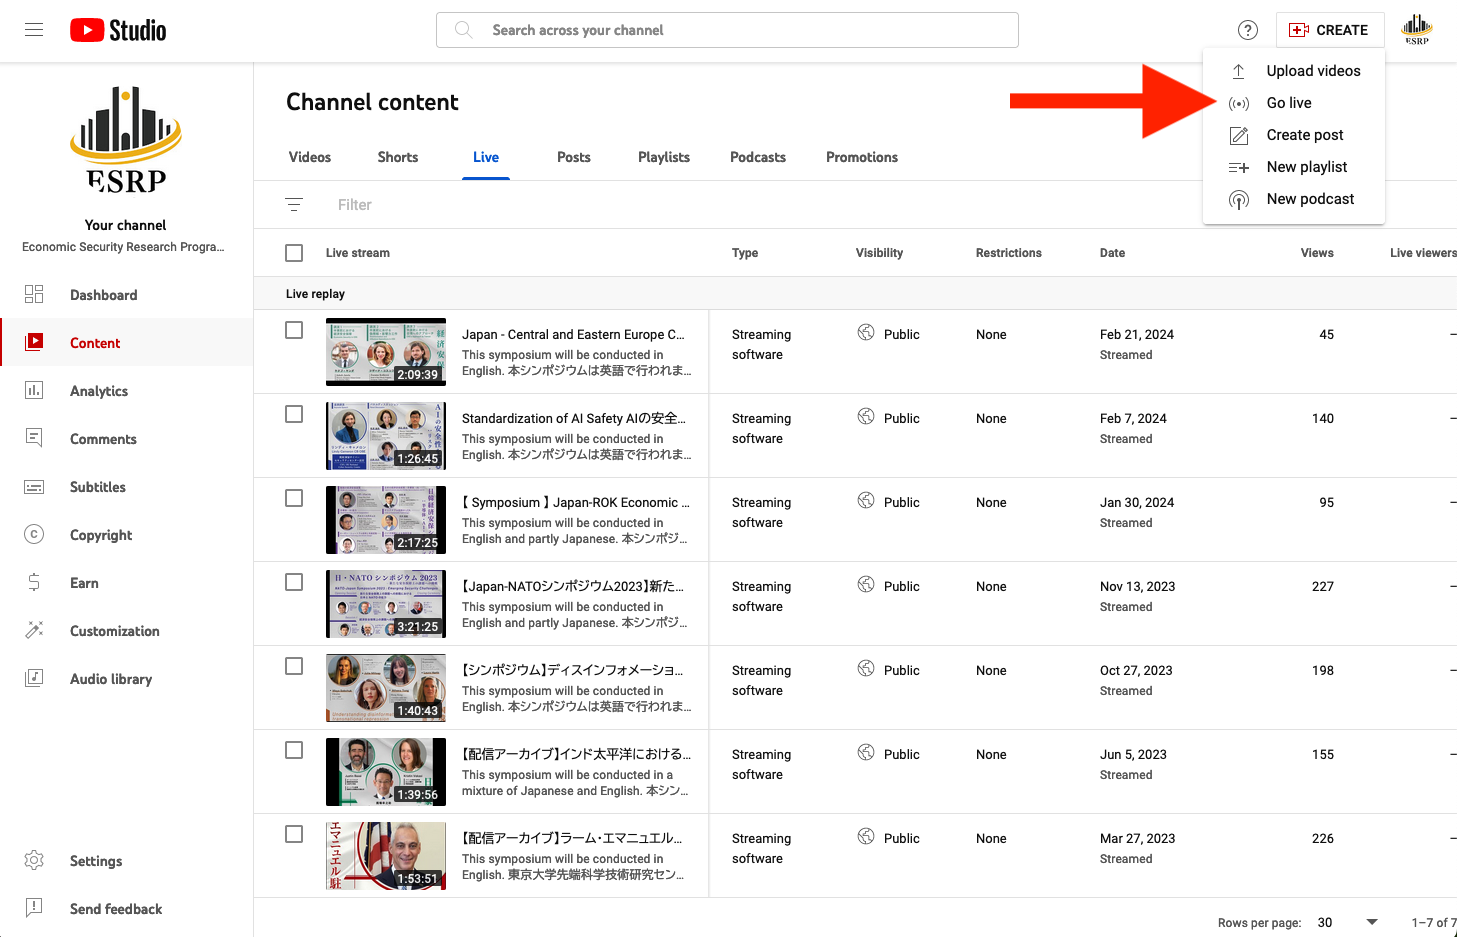 Studio
Search across your channel
CREATE
ESRP
Upload videos
Go live
Create post
New playlist
New podcast
ESRP
Your channel
Economic Security Research Progra...
Dashboard
Content
Analytics
Comments
Subtitles
Copyright
Earn
Customization
Audio library
Settings
Send feedback
Channel content
Videos Shorts Live Posts Playlists Podcasts Promotions
Filter
Live stream Type Visibility Restrictions Date Views Live viewers
Live replay
2:09:39
Japan - Central and Eastern Europe C...
This symposium will be conducted in
English. 本シンポジウムは英語で行われま...
Streaming
software
Public None Feb 21, 2024 45 –
Streamed
1:26:45
Standardization of AI Safety AIの安全...
This symposium will be conducted in
English. 本シンポジウムは英語で行われま...
Streaming
software
Public None Feb 7, 2024 140 –
Streamed
2:17:25
【 Symposium 】 Japan-ROK Economic ...
This symposium will be conducted in
English and partly Japanese. 本シンポジ...
Streaming
software
Public None Jan 30, 2024 95 –
Streamed
日・NATO シンポジウム 2023
3:21:25
【Japan-NATOシンポジウム2023】新た...
This symposium will be conducted in
English and partly Japanese. 本シンポジ...
Streaming
software
Public None Nov 13, 2023 227 –
Streamed
1:40:43
【シンポジウム】ディスインフォメーショ...
This symposium will be conducted in
English. 本シンポジウムは英語で行われま...
Streaming
software
Public None Oct 27, 2023 198 –
Streamed
1:39:56
【配信アーカイブ】インド太平洋における...
This symposium will be conducted in a
mixture of Japanese and English. 本シン...
Streaming
software
Public None Jun 5, 2023 155 –
Streamed
エマニュエル駐
1:53:51
【配信アーカイブ】ラーム・エマニュエル...
This symposium will be conducted in
English. 東京大学先端科学技術研究セン...
Streaming
software
Public None Mar 27, 2023 226 –
Streamed
Rows per page: 30 1–7 of 7